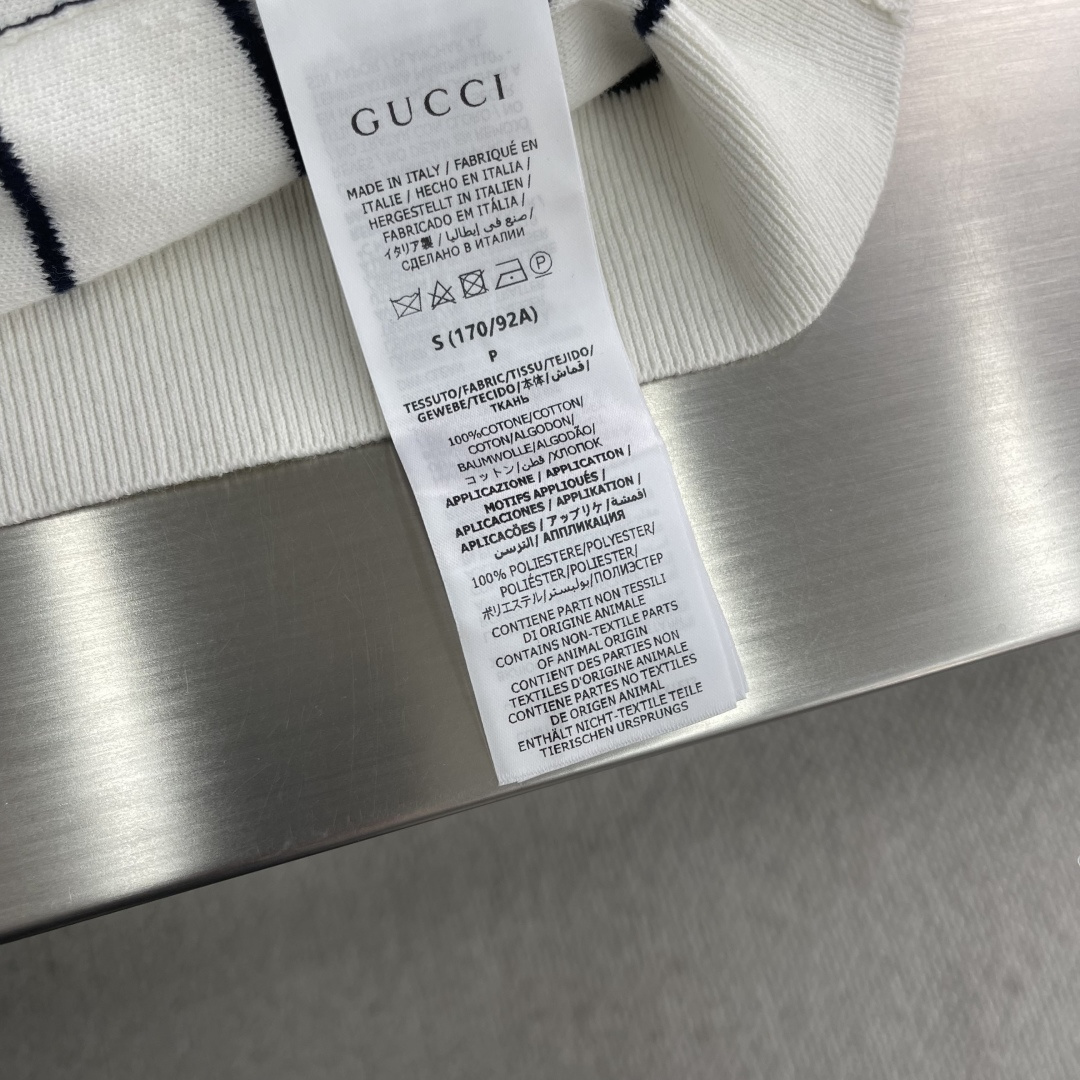 GUCCI
MADE IN ITALY / FABRIQUÉ EN
ITALIE / HECHO EN ITALIA /
HERGESTELLT IN ITALIEN /
FABRICADO EM ITÁLIA /
イタリア製 / صنع في إيطاليا /
СДЕЛАНО В ИТАЛИИ
P
S (170/92A)
P
TESSUTO/FABRIC/TISSU/TEJIDO/
GEWEBE/TECIDO/本体/قماش/
ТКАНЬ
100%COTONE/COTTON/
COTON/ALGODON/
BAUMWOLLE/ALGODÃO/
コットン/قطن/ХЛОПОК
APPLICAZIONE / APPLICATION /
MOTIFS APPLIQUÉS /
APLICACIONES / APPLIKATION /
APLICACÕES / アップリケ / اقمشة/
الترسن/ АППЛИКАЦИЯ
100% POLIESTERE/POLYESTER/
POLIÉSTER/POLIESTER/
ポリエステル/بوليستر/ПОЛИЭСТЕР
CONTIENE PARTI NON TESSILI
DI ORIGINE ANIMALE
CONTAINS NON-TEXTILE PARTS
OF ANIMAL ORIGIN
CONTIENT DES PARTIES NON
TEXTILES D'ORIGINE ANIMALE
CONTIENE PARTES NO TEXTILES
DE ORIGEN ANIMAL
ENTHÄLT NICHT-TEXTILE TEILE
TIERISCHEN URSPRUNGS